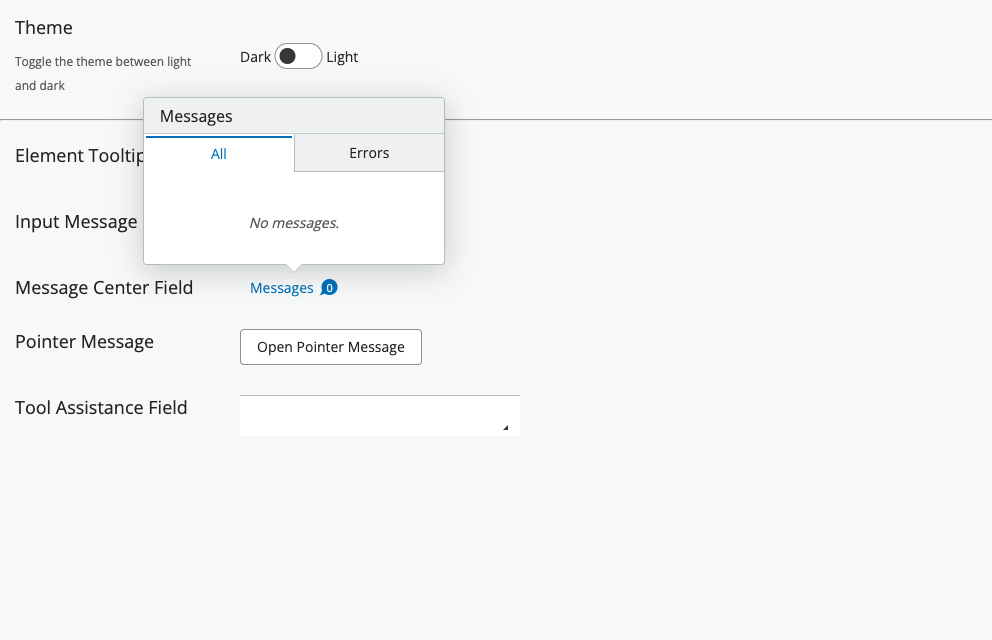 Theme
Toggle the theme between light
and dark
Dark Light
Messages
All Errors
No messages.
Element Tooltip
Input Message
Message Center Field
Messages 0
Pointer Message
Open Pointer Message
Tool Assistance Field